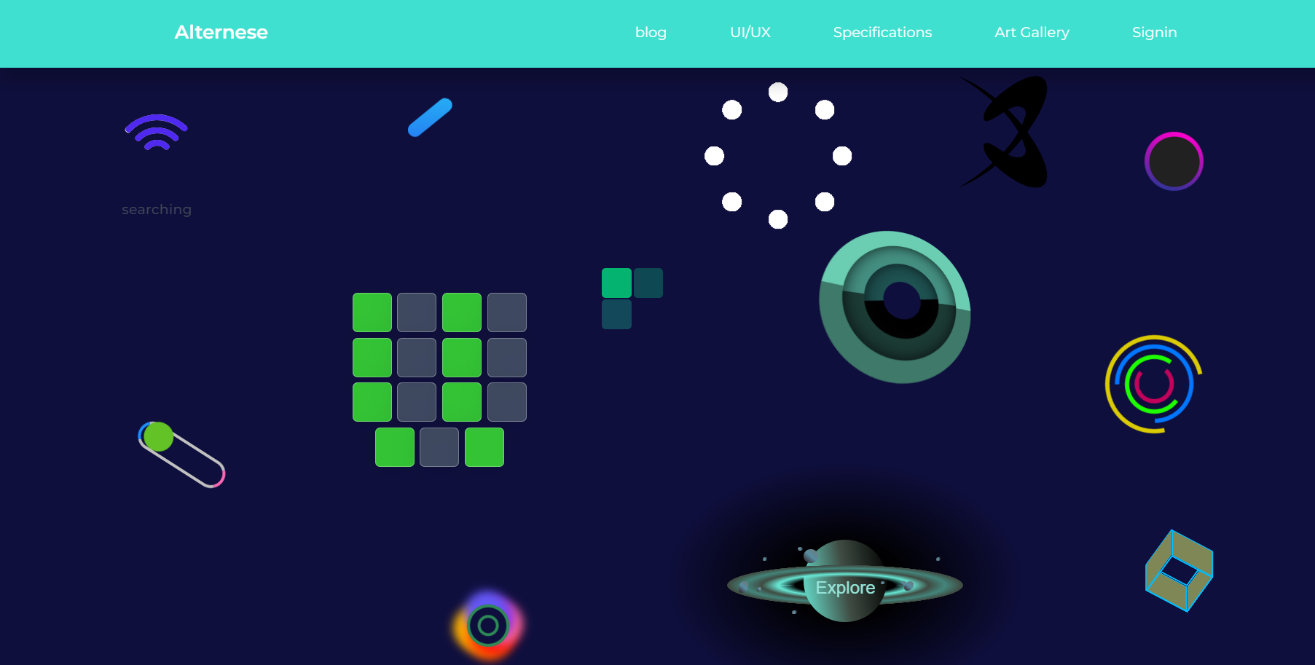 Alternese blog UI/UX Specifications Art Gallery Signin
searching
Explore